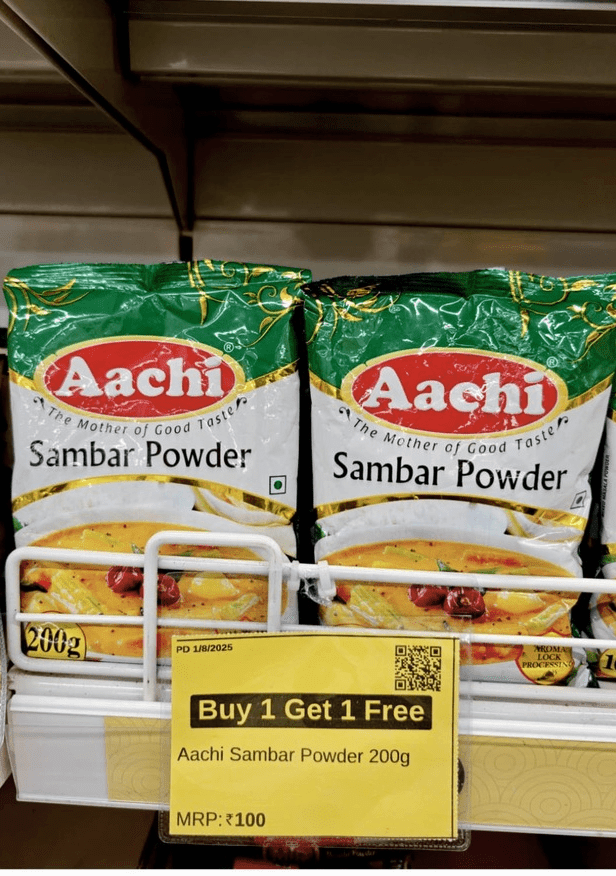 Aachi
The Mother of Good Taste
Sambar Powder
200g
Aachi
The Mother of Good Taste
Sambar Powder
AROMA
LOCK
PROCESSING
PD 1/8/2025
Buy 1 Get 1 Free
Aachi Sambar Powder 200g
MRP: ₹100